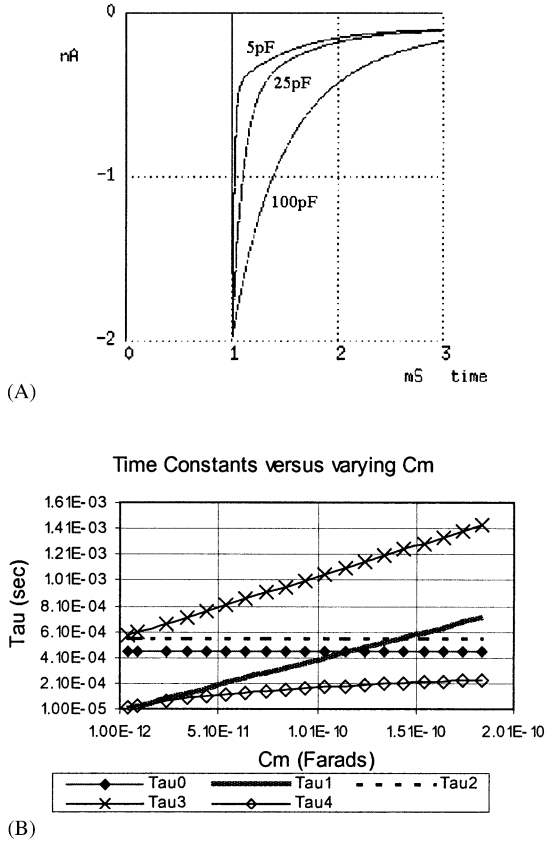 0
nA
5pF
25pF
-1
100pF
-2
0 1 2 3
mS time
(A)
Time Constants versus varying Cm
1.61E-03
1.41E-03
1.21E-03
1.01E-03
8.10E-04
6.10E-04
4.10E-04
2.10E-04
1.00E-05
Tau (sec)
1.00E-12 5.10E-11 1.01E-10 1.51E-10 2.01E-10
Cm (Farads)
Tau0 Tau1 Tau2
Tau3 Tau4
(B)